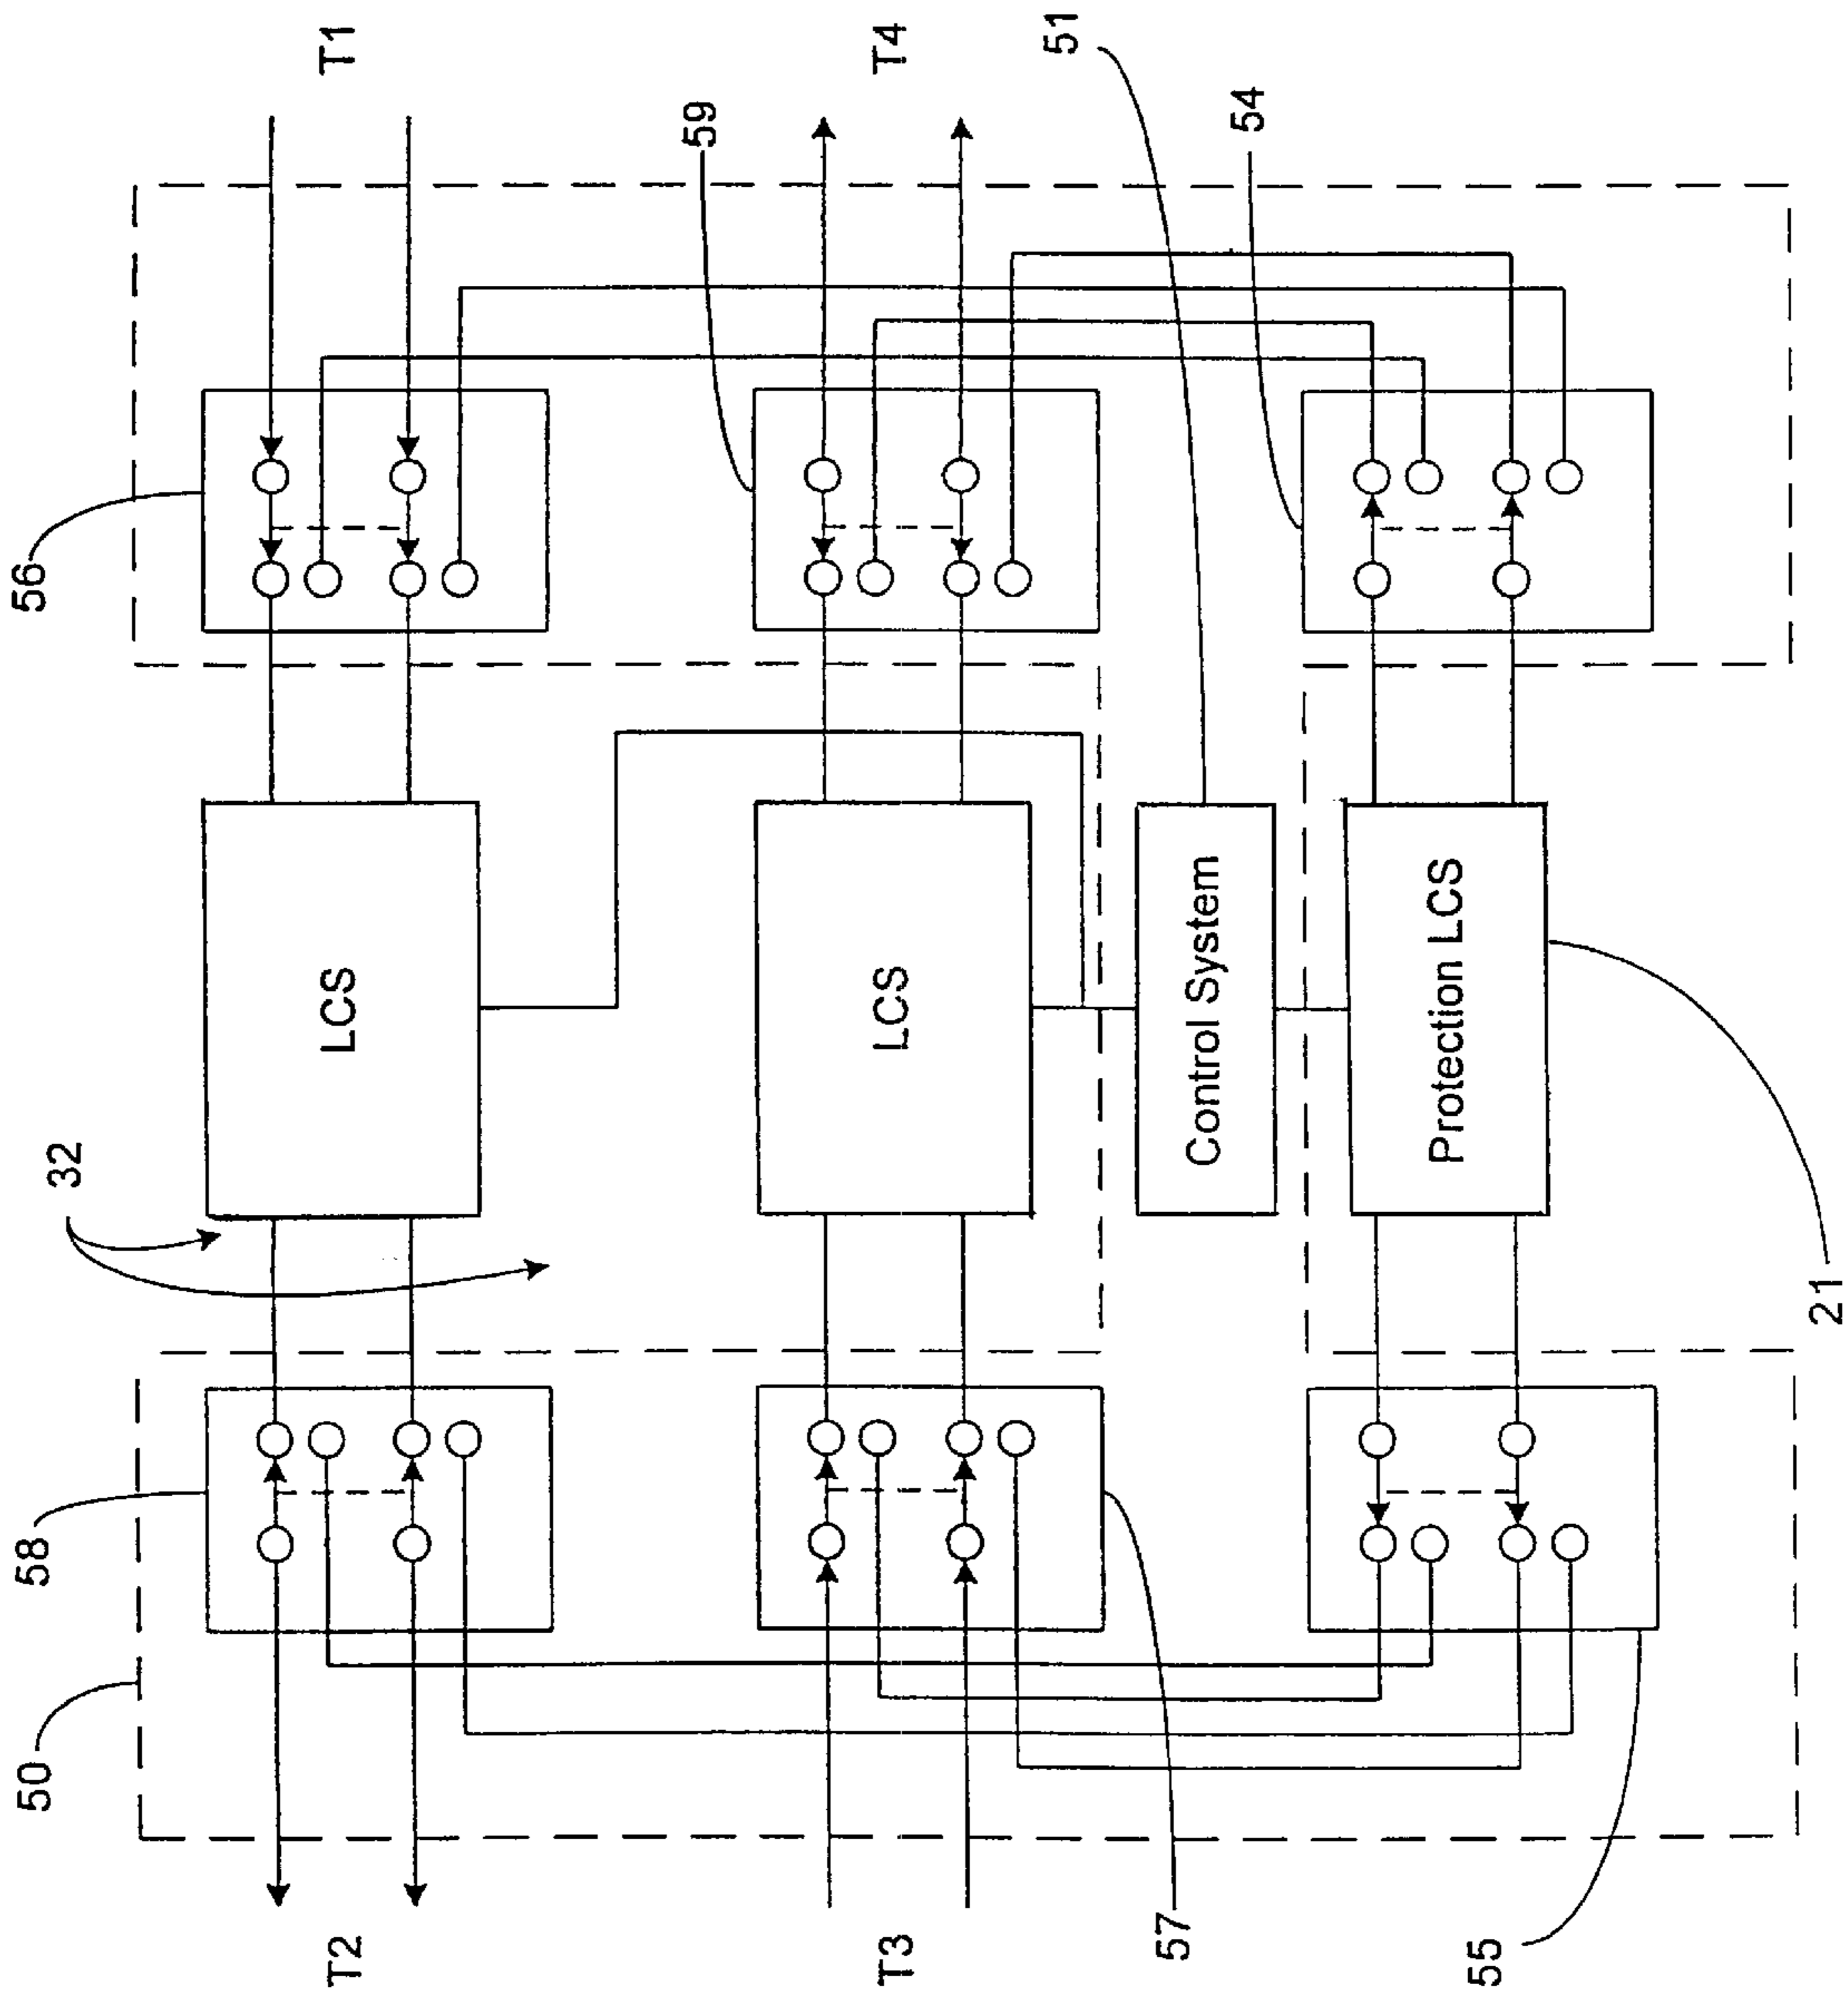 T1
T4
51
59
54
56
LCS
LCS
Control System
Protection LCS
32
21
58
50
T2
T3
57
55